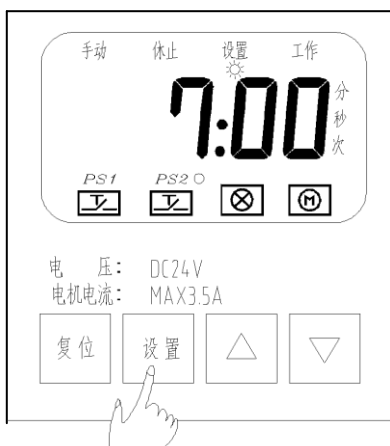 手动 休止 设置 工作
7:00
分
秒
次
PS1 PS2
M
电 压: DC24V
电机电流: MAX3.5A
复位 设置